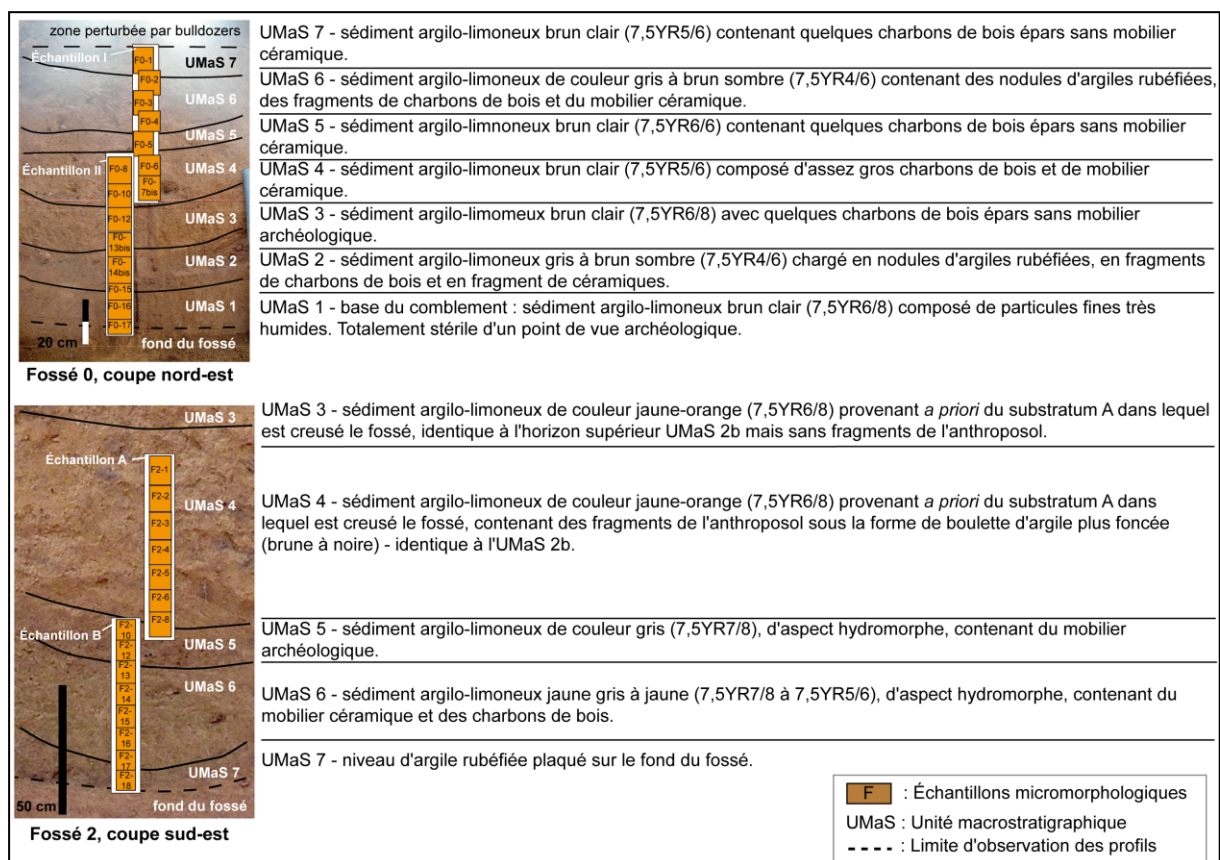 zone perturbée par bulldozers
Échantillon I
F0-1
UMaS 7
F0-2
F0-3
UMaS 6
F0-4
F0-5
UMaS 5
Échantillon II
F0-8
F0-6
UMaS 4
F0-
7bis
F0-10
F0-12
UMaS 3
F0-
13bis
F0-
14bis
UMaS 2
F0-15
F0-16
UMaS 1
F0-17
20 cm
fond du fossé
Fossé 0, coupe nord-est
UMaS 7 - sédiment argilo-limoneux brun clair (7,5YR5/6) contenant quelques charbons de bois épars sans mobilier
céramique.
UMaS 6 - sédiment argilo-limoneux de couleur gris à brun sombre (7,5YR4/6) contenant des nodules d'argiles rubéfiées,
des fragments de charbons de bois et du mobilier céramique.
UMaS 5 - sédiment argilo-limnoneux brun clair (7,5YR6/6) contenant quelques charbons de bois épars sans mobilier
céramique.
UMaS 4 - sédiment argilo-limoneux brun clair (7,5YR5/6) composé d'assez gros charbons de bois et de mobilier
céramique.
UMaS 3 - sédiment argilo-limomeux brun clair (7,5YR6/8) avec quelques charbons de bois épars sans mobilier
archéologique.
UMaS 2 - sédiment argilo-limoneux gris à brun sombre (7,5YR4/6) chargé en nodules d'argiles rubéfiées, en fragments
de charbons de bois et en fragment de céramiques.
UMaS 1 - base du comblement : sédiment argilo-limoneux brun clair (7,5YR6/8) composé de particules fines très
humides. Totalement stérile d'un point de vue archéologique.
UMaS 3
Échantillon A
F2-1
F2-2
UMaS 4
F2-3
F2-4
F2-5
F2-6
F2-8
Échantillon B
F2-
10
F2-
12
UMaS 5
F2-
13
F2-
14
UMaS 6
F2-
15
F2-
16
F2-
17
UMaS 7
F2-
18
50 cm
fond du fossé
Fossé 2, coupe sud-est
UMaS 3 - sédiment argilo-limoneux de couleur jaune-orange (7,5YR6/8) provenant a priori du substratum A dans lequel
est creusé le fossé, identique à l'horizon supérieur UMaS 2b mais sans fragments de l'anthroposol.
UMaS 4 - sédiment argilo-limoneux de couleur jaune-orange (7,5YR6/8) provenant a priori du substratum A dans
lequel est creusé le fossé, contenant des fragments de l'anthroposol sous la forme de boulette d'argile plus foncée
(brune à noire) - identique à l'UMaS 2b.
UMaS 5 - sédiment argilo-limoneux de couleur gris (7,5YR7/8), d'aspect hydromorphe, contenant du mobilier
archéologique.
UMaS 6 - sédiment argilo-limoneux jaune gris à jaune (7,5YR7/8 à 7,5YR5/6), d'aspect hydromorphe, contenant du
mobilier céramique et des charbons de bois.
UMaS 7 - niveau d'argile rubéfiée plaqué sur le fond du fossé.
F : Échantillons micromorphologiques
UMaS : Unité macrostratigraphique
---- : Limite d'observation des profils